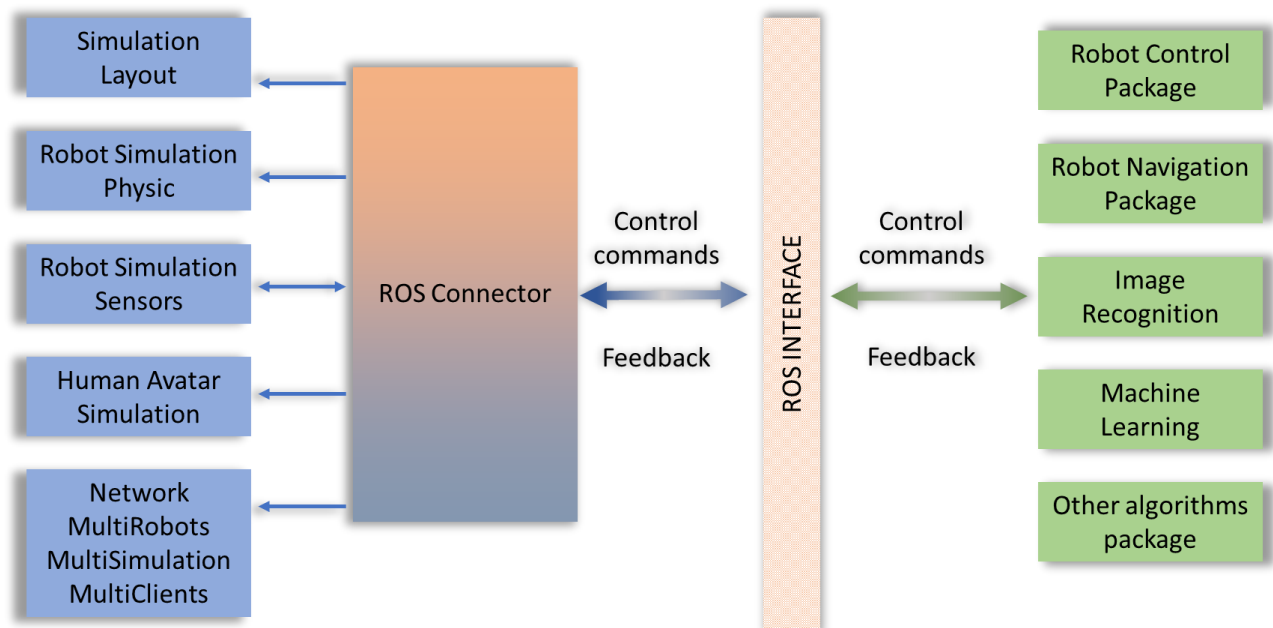 Simulation
Layout
Robot Simulation
Physic
Robot Simulation
Sensors
Human Avatar
Simulation
Network
MultiRobots
MultiSimulation
MultiClients
ROS Connector
Control
commands
Feedback
ROS INTERFACE
Control
commands
Feedback
Robot Control
Package
Robot Navigation
Package
Image
Recognition
Machine
Learning
Other algorithms
package